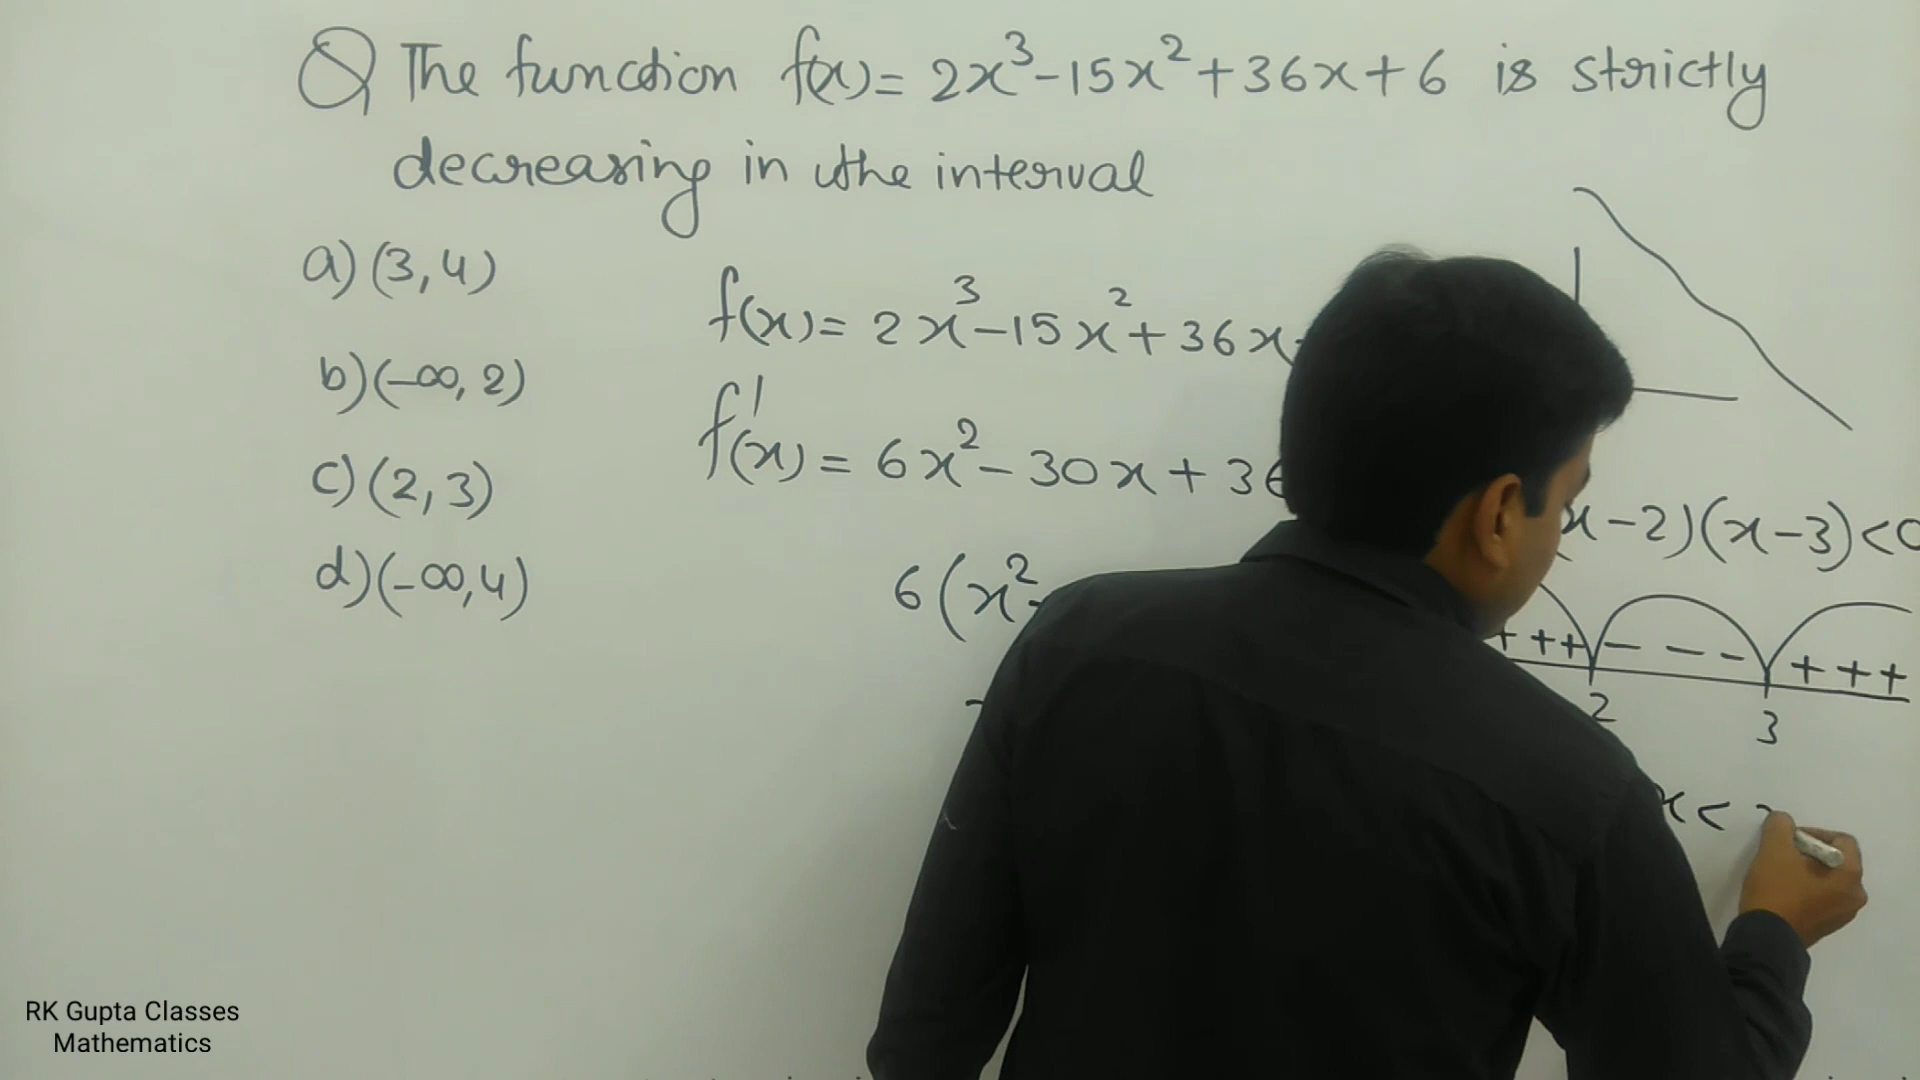 Q The function f(x) = 2x³-15x²+36x+6 is strictly
decreasing in the interval
a) (3,4)
b) (-∞, 2)
c) (2, 3)
d) (-∞,4)
f(x) = 2x³-15x²+36x
f'(x) = 6x²-30x+36
6(x²-
x-2)(x-3)<0
+ + + - - - + + +
2 3
x<
RK Gupta Classes
Mathematics